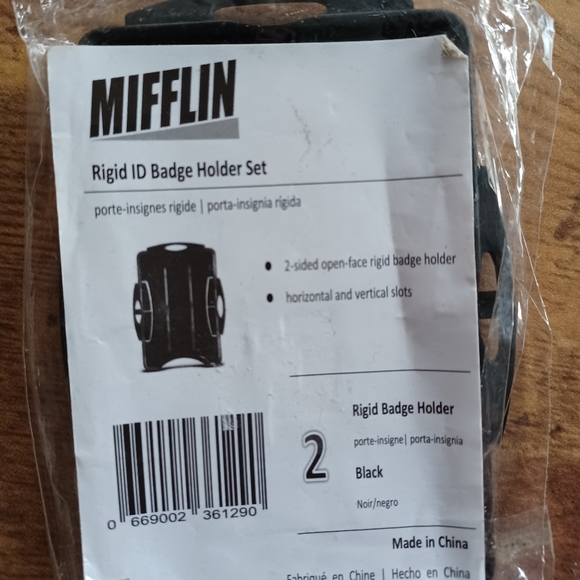 MIFFLIN
Rigid ID Badge Holder Set
porte-insignes rigide | porta-insignia rígida
• 2-sided open-face rigid badge holder
• horizontal and vertical slots
Rigid Badge Holder
2
porte-insigne| porta-insignia
Black
Noir/negro
0 669002 361290
Made in China
Fabriqué en Chine | Hecho en China